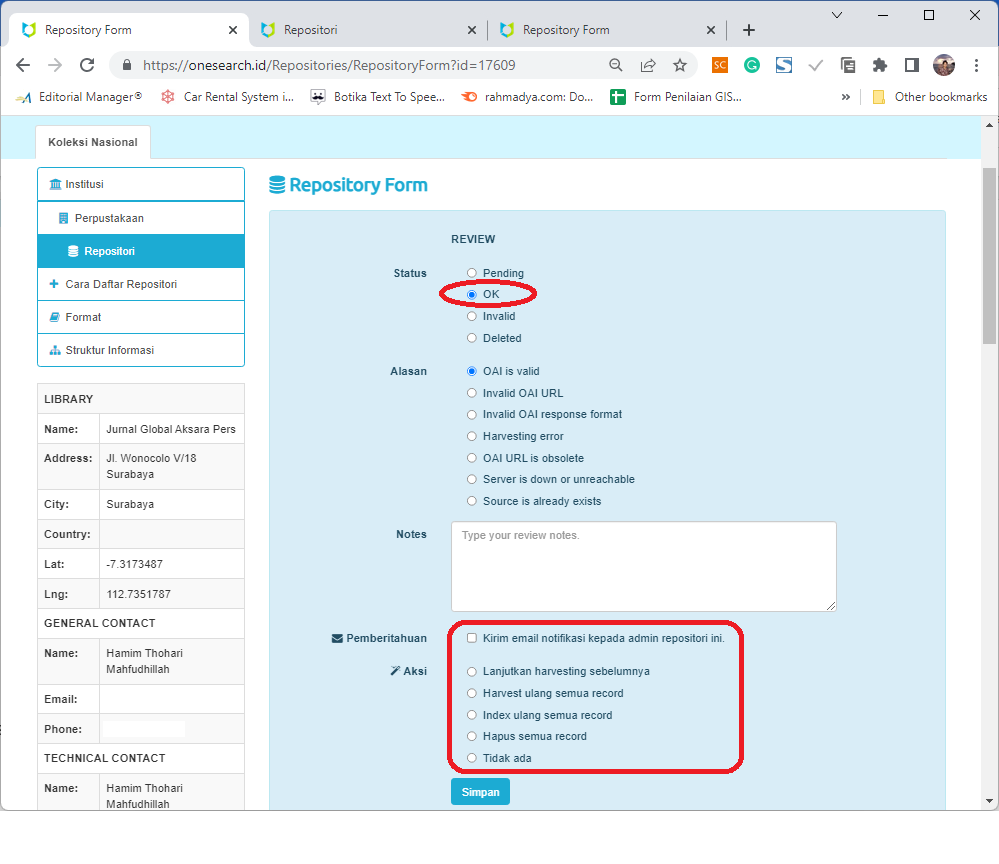 Repository Form
Repositori
Repository Form
https://onesearch.id/Repositories/RepositoryForm?id=17609
SC
Editorial Manager®
Car Rental System i...
Botika Text To Spee...
rahmadya.com: Do...
Form Penilaian GIS...
»
Other bookmarks
Koleksi Nasional
Institusi
Perpustakaan
Repositori
Cara Daftar Repositori
Format
Struktur Informasi
LIBRARY
Name: Jurnal Global Aksara Pers
Address: Jl. Wonocolo V/18
Surabaya
City: Surabaya
Country:
Lat: -7.3173487
Lng: 112.7351787
GENERAL CONTACT
Name: Hamim Thohari
Mahfudhillah
Email:
Phone:
TECHNICAL CONTACT
Name: Hamim Thohari
Mahfudhillah
Repository Form
REVIEW
Status Pending
OK
Invalid
Deleted
Alasan OAI is valid
Invalid OAI URL
Invalid OAI response format
Harvesting error
OAI URL is obsolete
Server is down or unreachable
Source is already exists
Notes Type your review notes.
Pemberitahuan Kirim email notifikasi kepada admin repositori ini.
Aksi Lanjutkan harvesting sebelumnya
Harvest ulang semua record
Index ulang semua record
Hapus semua record
Tidak ada
Simpan